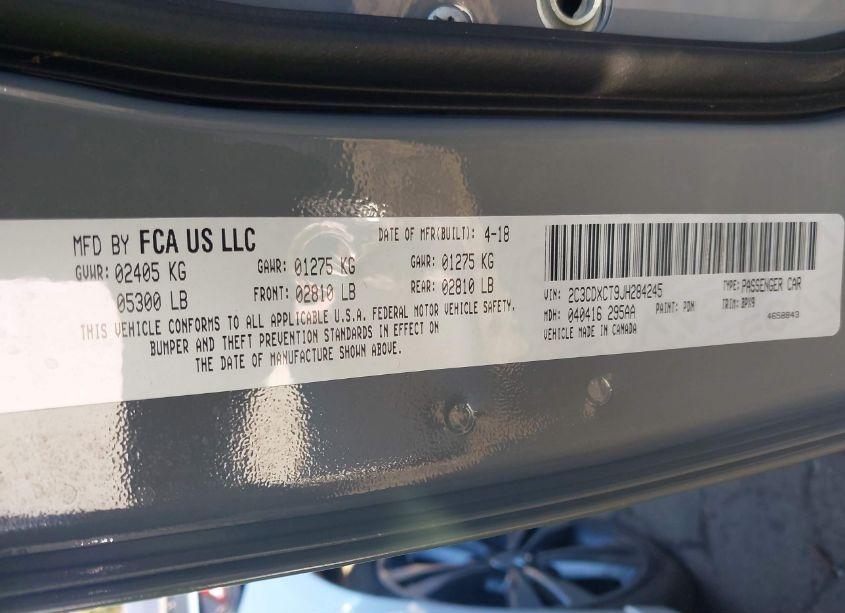 MFD BY FCA US LLC
DATE OF MFR(BUILT): 4-18
GVWR: 02405 KG
GAWR: 01275 KG
GAWR: 01275 KG
05300 LB
FRONT: 02810 LB
REAR: 02810 LB
THIS VEHICLE CONFORMS TO ALL APPLICABLE U.S.A. FEDERAL MOTOR VEHICLE SAFETY,
BUMPER AND THEFT PREVENTION STANDARDS IN EFFECT ON
THE DATE OF MANUFACTURE SHOWN ABOVE.
VIN: 2C3CDXCT9JH284245
TYPE: PASSENGER CAR
MDH: 040416 295AA
PAINT: PDN
TRIM: BPX9
VEHICLE MADE IN CANADA
4658843